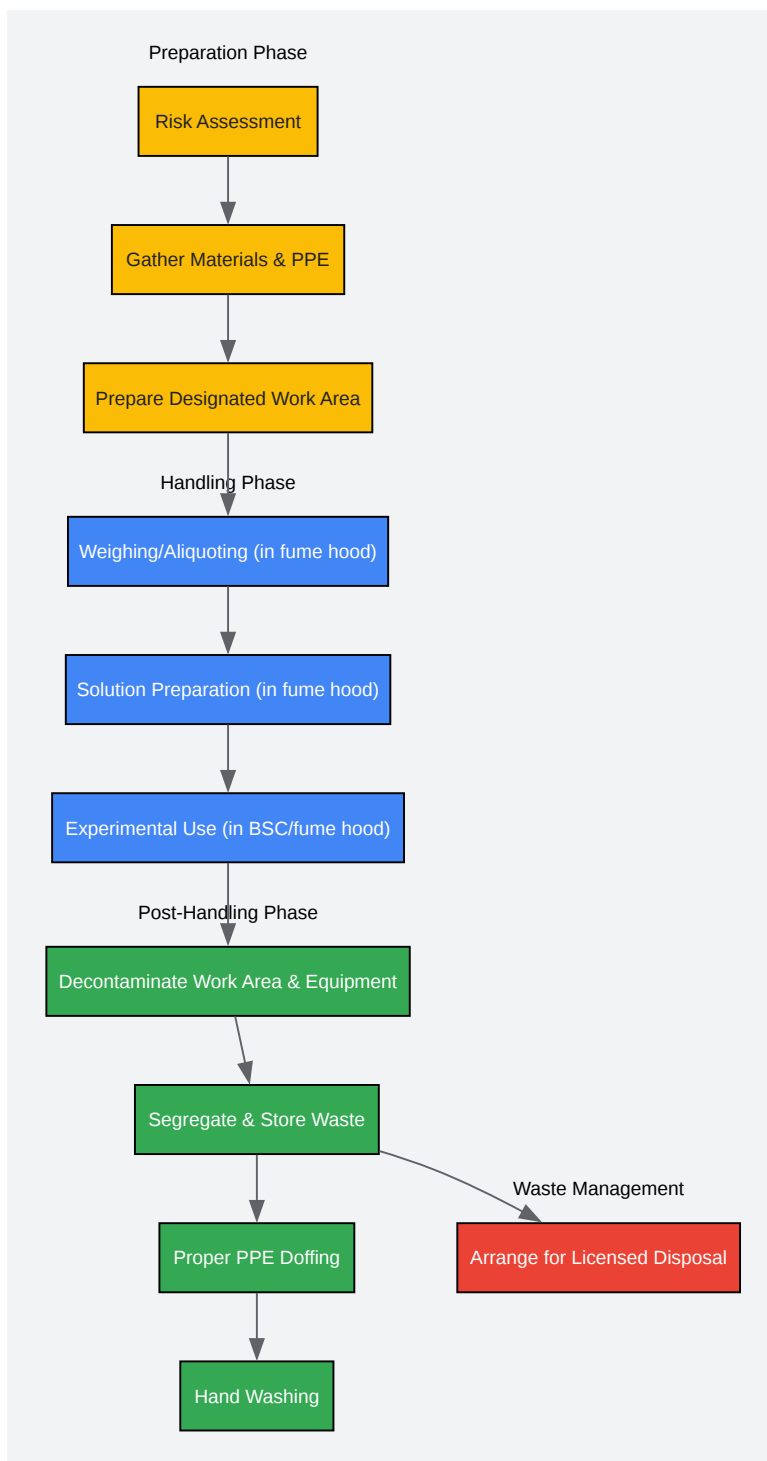 Preparation Phase
Risk Assessment
Gather Materials & PPE
Prepare Designated Work Area
Handling Phase
Weighing/Aliquoting (in fume hood)
Solution Preparation (in fume hood)
Experimental Use (in BSC/fume hood)
Post-Handling Phase
Decontaminate Work Area & Equipment
Segregate & Store Waste
Waste Management
Proper PPE Doffing
Arrange for Licensed Disposal
Hand Washing